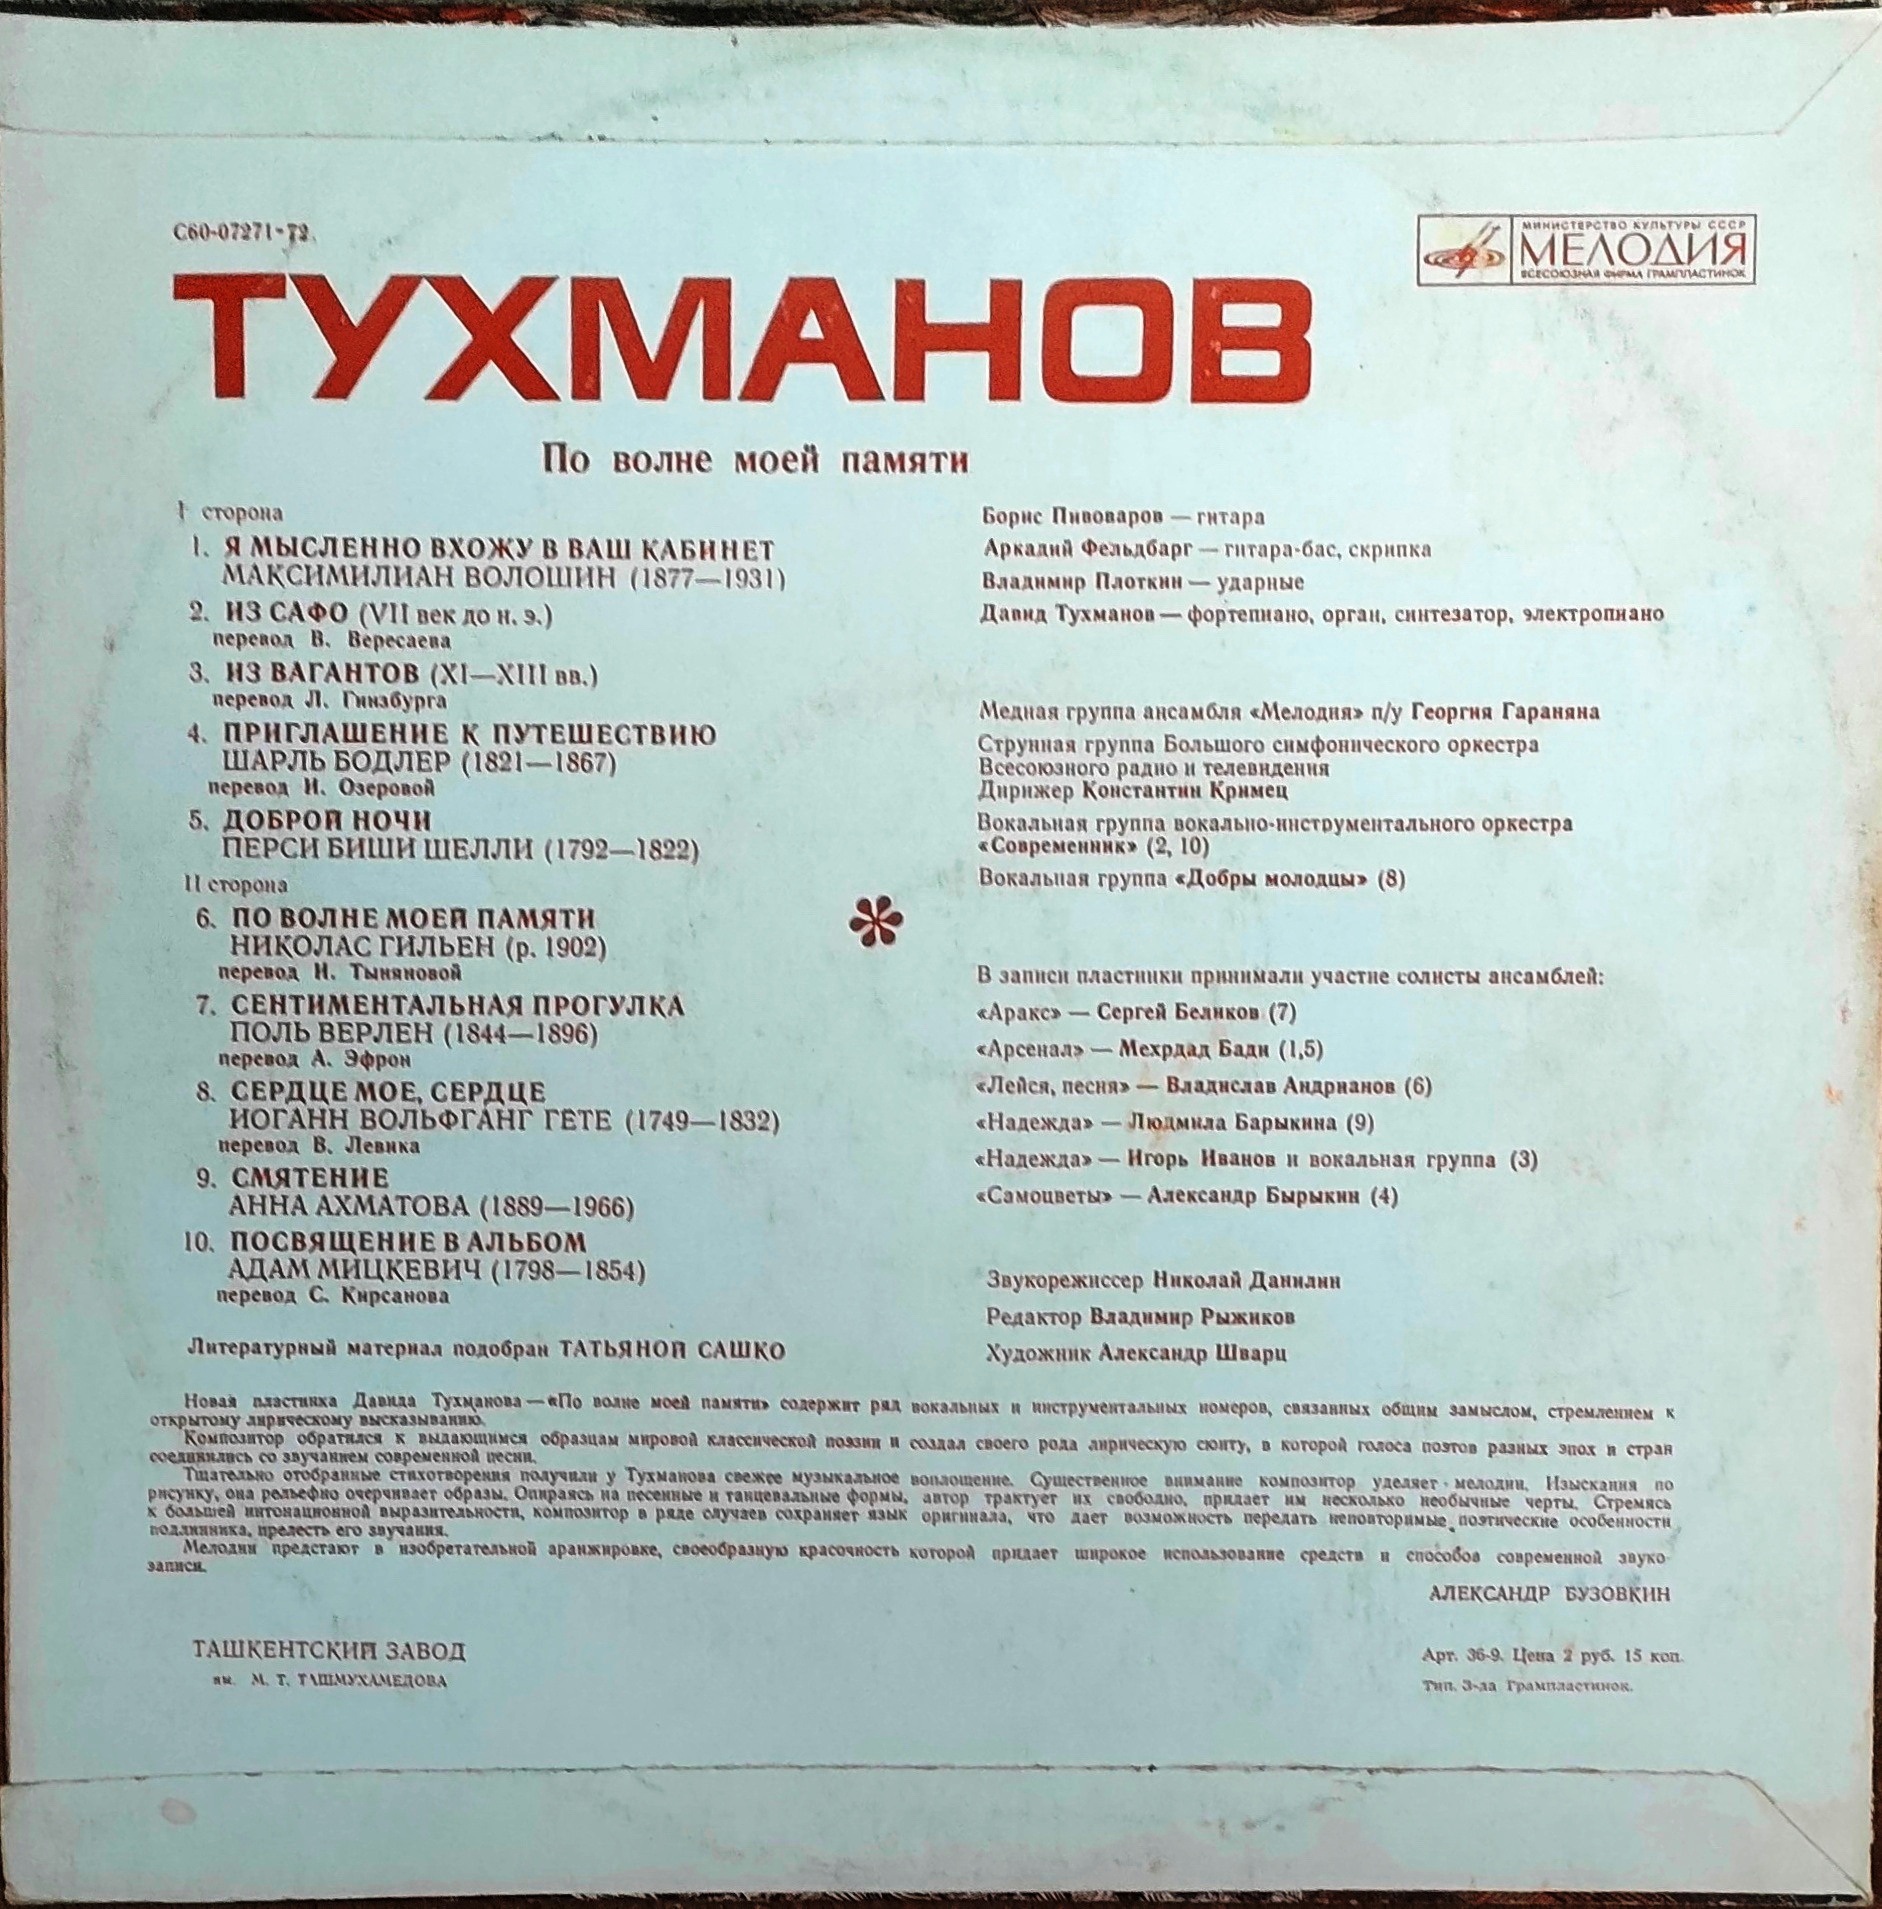 С60-07271-72.
МИНИСТЕРСТВО КУЛЬТУРЫ СССР
МЕЛОДИЯ
ВСЕСОЮЗНАЯ ФИРМА ГРАМПЛАСТИНОК
ТУХМАНОВ
По волне моей памяти
I сторона
1. Я МЫСЛЕННО ВХОЖУ В ВАШ КАБИНЕТ
МАКСИМИЛИАН ВОЛОШИН (1877—1931)
2. ИЗ САФО (VII век до н. э.)
перевод В. Вересаева
3. ИЗ ВАГАНТОВ (XI—XIII вв.)
перевод Л. Гинзбурга
4. ПРИГЛАШЕНИЕ К ПУТЕШЕСТВИЮ
ШАРЛЬ БОДЛЕР (1821—1867)
перевод И. Озеровой
5. ДОБРОЙ НОЧИ
ПЕРСИ БИШИ ШЕЛЛИ (1792—1822)
II сторона
6. ПО ВОЛНЕ МОЕЙ ПАМЯТИ
НИКОЛАС ГИЛЬЕН (р. 1902)
перевод И. Тыняновой
7. СЕНТИМЕНТАЛЬНАЯ ПРОГУЛКА
ПОЛЬ ВЕРЛЕН (1844—1896)
перевод А. Эфрон
8. СЕРДЦЕ МОЕ, СЕРДЦЕ
ИОГАНН ВОЛЬФГАНГ ГЕТЕ (1749—1832)
перевод В. Левика
9. СМЯТЕНИЕ
АННА АХМАТОВА (1889—1966)
10. ПОСВЯЩЕНИЕ В АЛЬБОМ
АДАМ МИЦКЕВИЧ (1798—1854)
перевод С. Кирсанова
Литературный материал подобран ТАТЬЯНОЙ САШКО
Борис Пивоваров — гитара
Аркадий Фельдбарг — гитара-бас, скрипка
Владимир Плоткин — ударные
Давид Тухманов — фортепиано, орган, синтезатор, электропиано
Медная группа ансамбля «Мелодия» п/у Георгия Гараняна
Струнная группа Большого симфонического оркестра
Всесоюзного радио и телевидения
Дирижер Константин Кримец
Вокальная группа вокально-инструментального оркестра
«Современник» (2, 10)
Вокальная группа «Добры молодцы» (8)
В записи пластинки принимали участие солисты ансамблей:
«Аракс» — Сергей Беликов (7)
«Арсенал» — Мехрдад Бади (1,5)
«Лейся, песня» — Владислав Андрианов (6)
«Надежда» — Людмила Барыкина (9)
«Надежда» — Игорь Иванов и вокальная группа (3)
«Самоцветы» — Александр Бырыкин (4)
Звукорежиссер Николай Данилин
Редактор Владимир Рыжиков
Художник Александр Шварц
Новая пластинка Давида Тухманова—«По волне моей памяти» содержит ряд вокальных и инструментальных номеров, связанных общим замыслом, стремлением к
открытому лирическому высказыванию.
Композитор обратился к выдающимся образцам мировой классической поэзии и создал своего рода лирическую сюиту, в которой голоса поэтов разных эпох и стран
соединились со звучанием современной песни.
Тщательно отобранные стихотворения получили у Тухманова свежее музыкальное воплощение. Существенное внимание композитор уделяет мелодии. Изыскания по
рисунку, она рельефно очерчивает образы. Опираясь на песенные и танцевальные формы, автор трактует их свободно, придает им несколько необычные черты. Стремясь
к большей интонационной выразительности, композитор в ряде случаев сохраняет язык оригинала, что дает возможность передать неповторимые поэтические особенности
подлинника, прелесть его звучания.
Мелодии предстают в изобретательной аранжировке, своеобразную красочность которой придает широкое использование средств и способов современной звуко-
записи.
АЛЕКСАНДР БУЗОВКИН
ТАШКЕНТСКИЙ ЗАВОД
им. М. Т. ТАШМУХАМЕДОВА
Арт. 36-9. Цена 2 руб. 15 коп.
Тип. З-да Грампластинок.